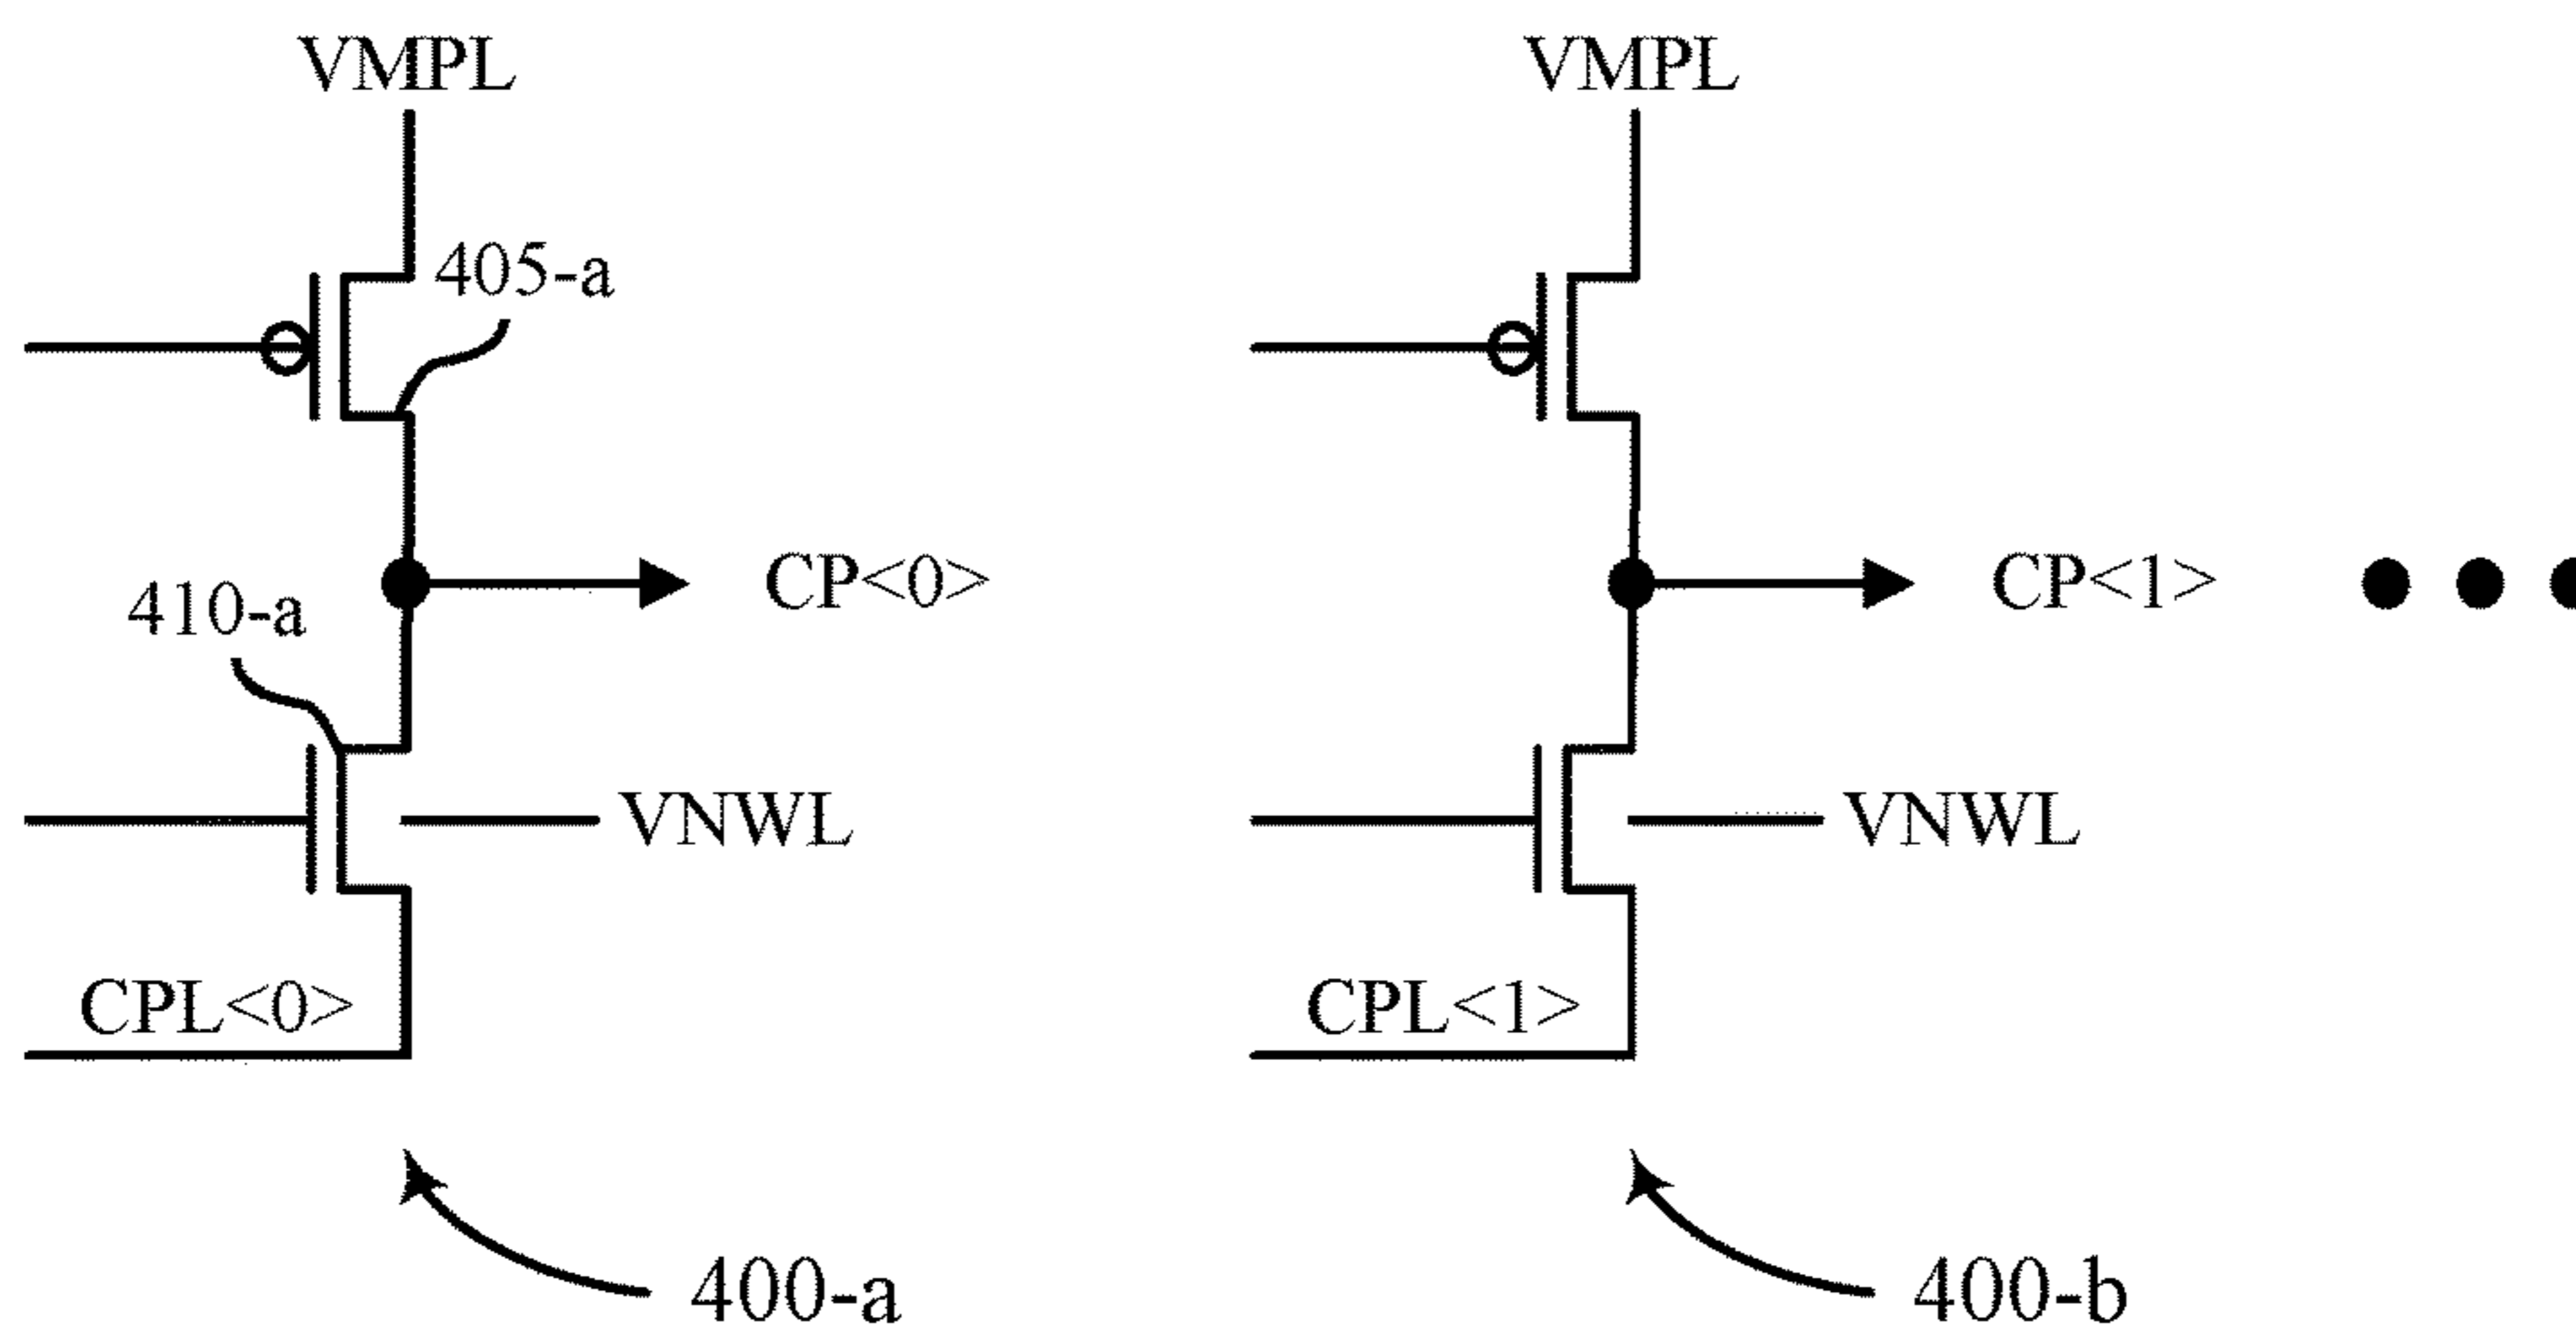 VMPL
VMPL
405-a
CP<0>
CP<1>
410-a
VNWL
VNWL
CPL<0>
CPL<1>
400-a
400-b